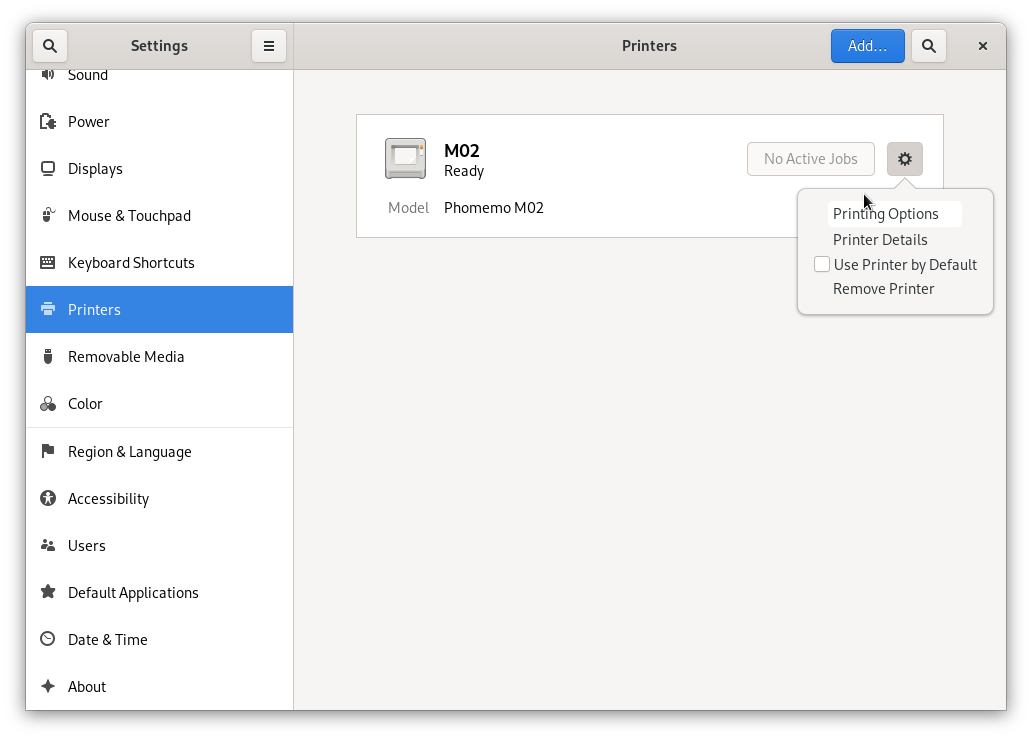 Settings
Printers
Add…
Sound
Power
Displays
Mouse & Touchpad
Keyboard Shortcuts
Printers
Removable Media
Color
Region & Language
Accessibility
Users
Default Applications
Date & Time
About
M02
Ready
No Active Jobs
Model Phomemo M02
Printing Options
Printer Details
Use Printer by Default
Remove Printer